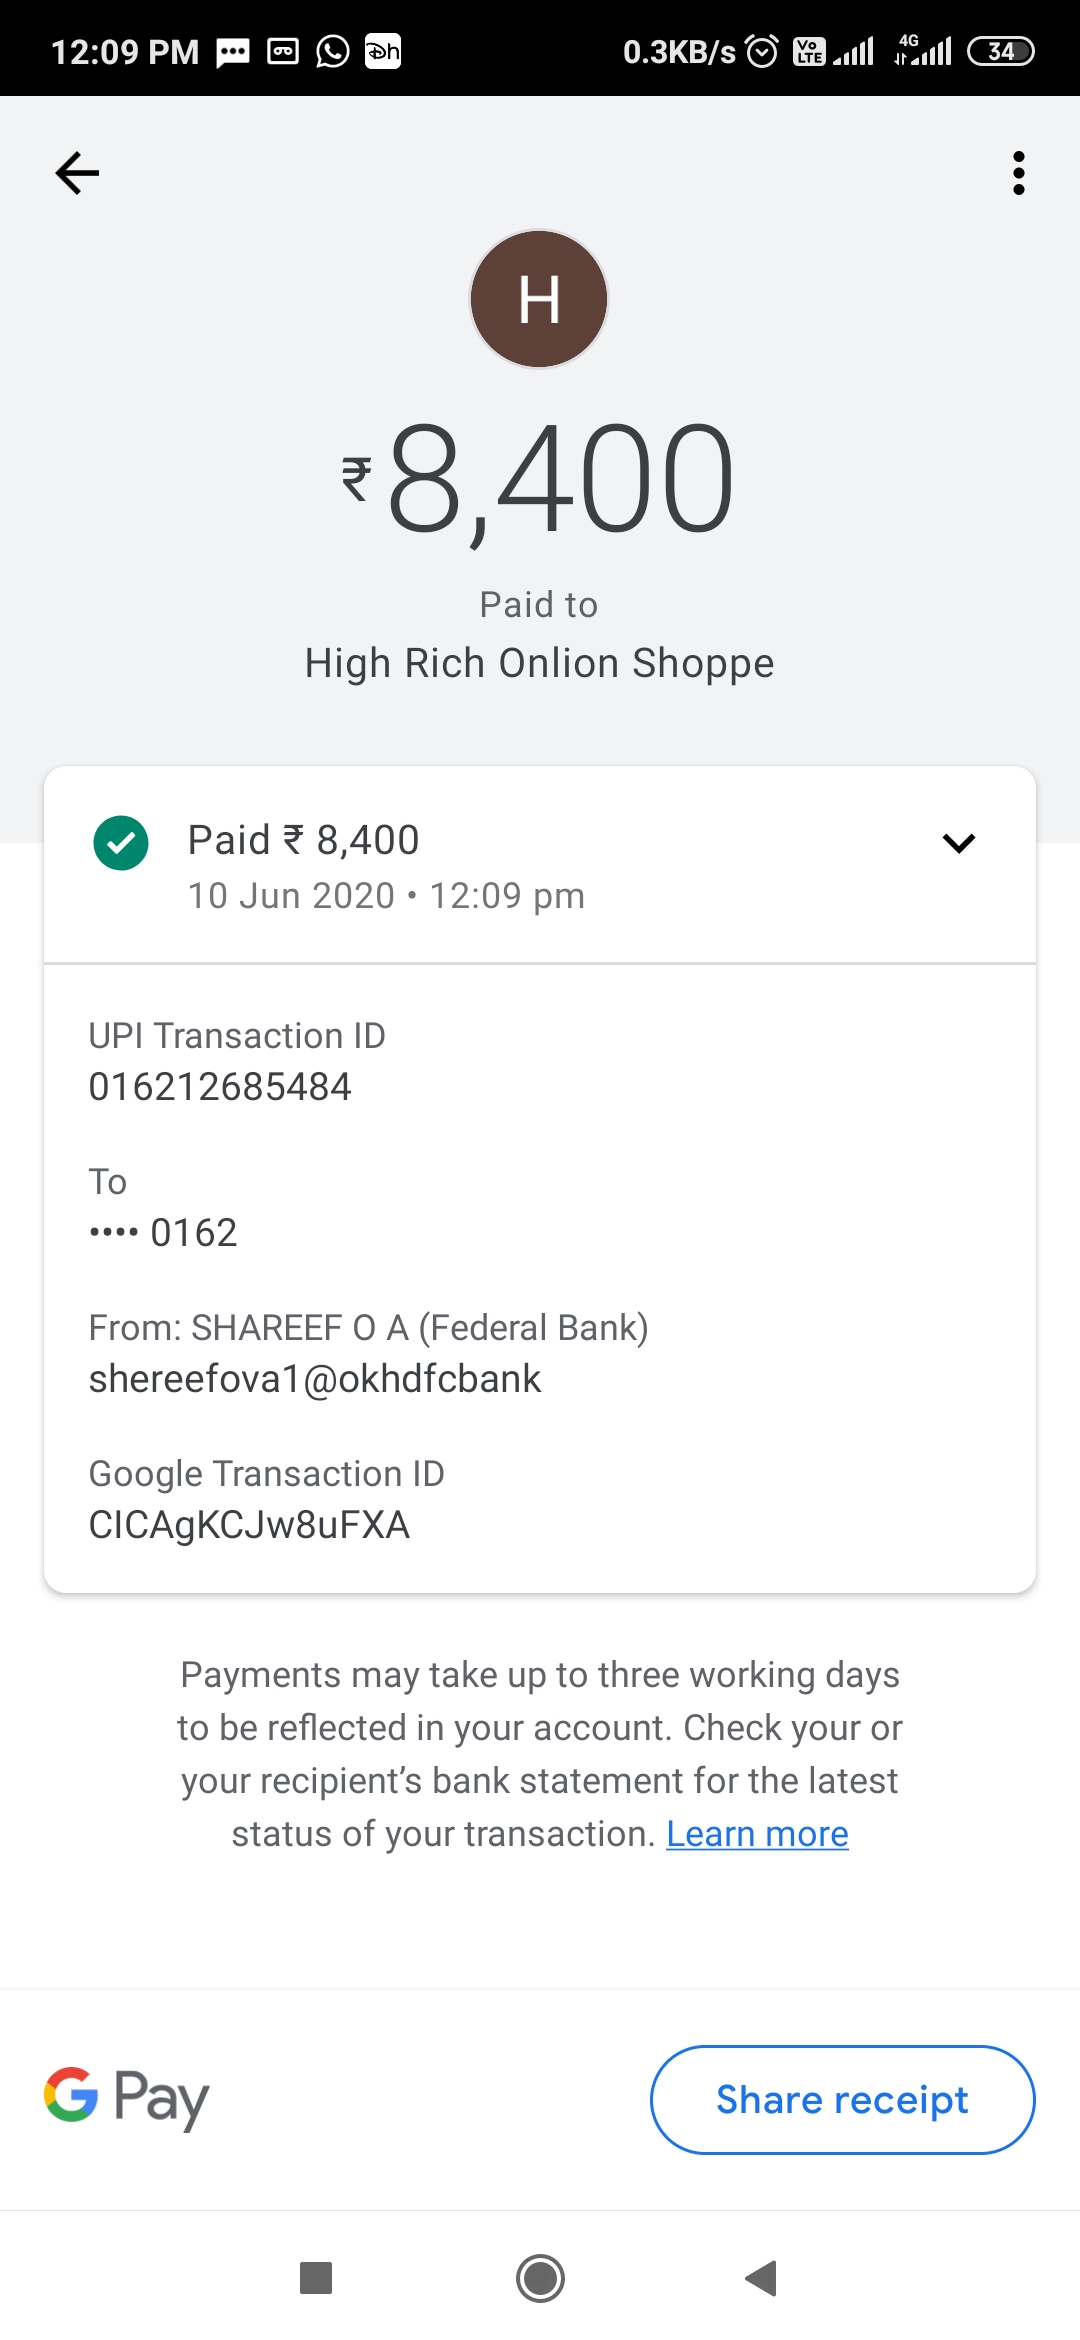 12:09 PM Dh 0.3KB/s Vo LTE 4G 34
H
₹8,400
Paid to
High Rich Onlion Shoppe
Paid ₹ 8,400
10 Jun 2020 • 12:09 pm
UPI Transaction ID
016212685484
To
•••• 0162
From: SHAREEF O A (Federal Bank)
shereefova1@okhdfcbank
Google Transaction ID
CICAgKCJw8uFXA
Payments may take up to three working days
to be reflected in your account. Check your or
your recipient’s bank statement for the latest
status of your transaction. Learn more
G Pay
Share receipt